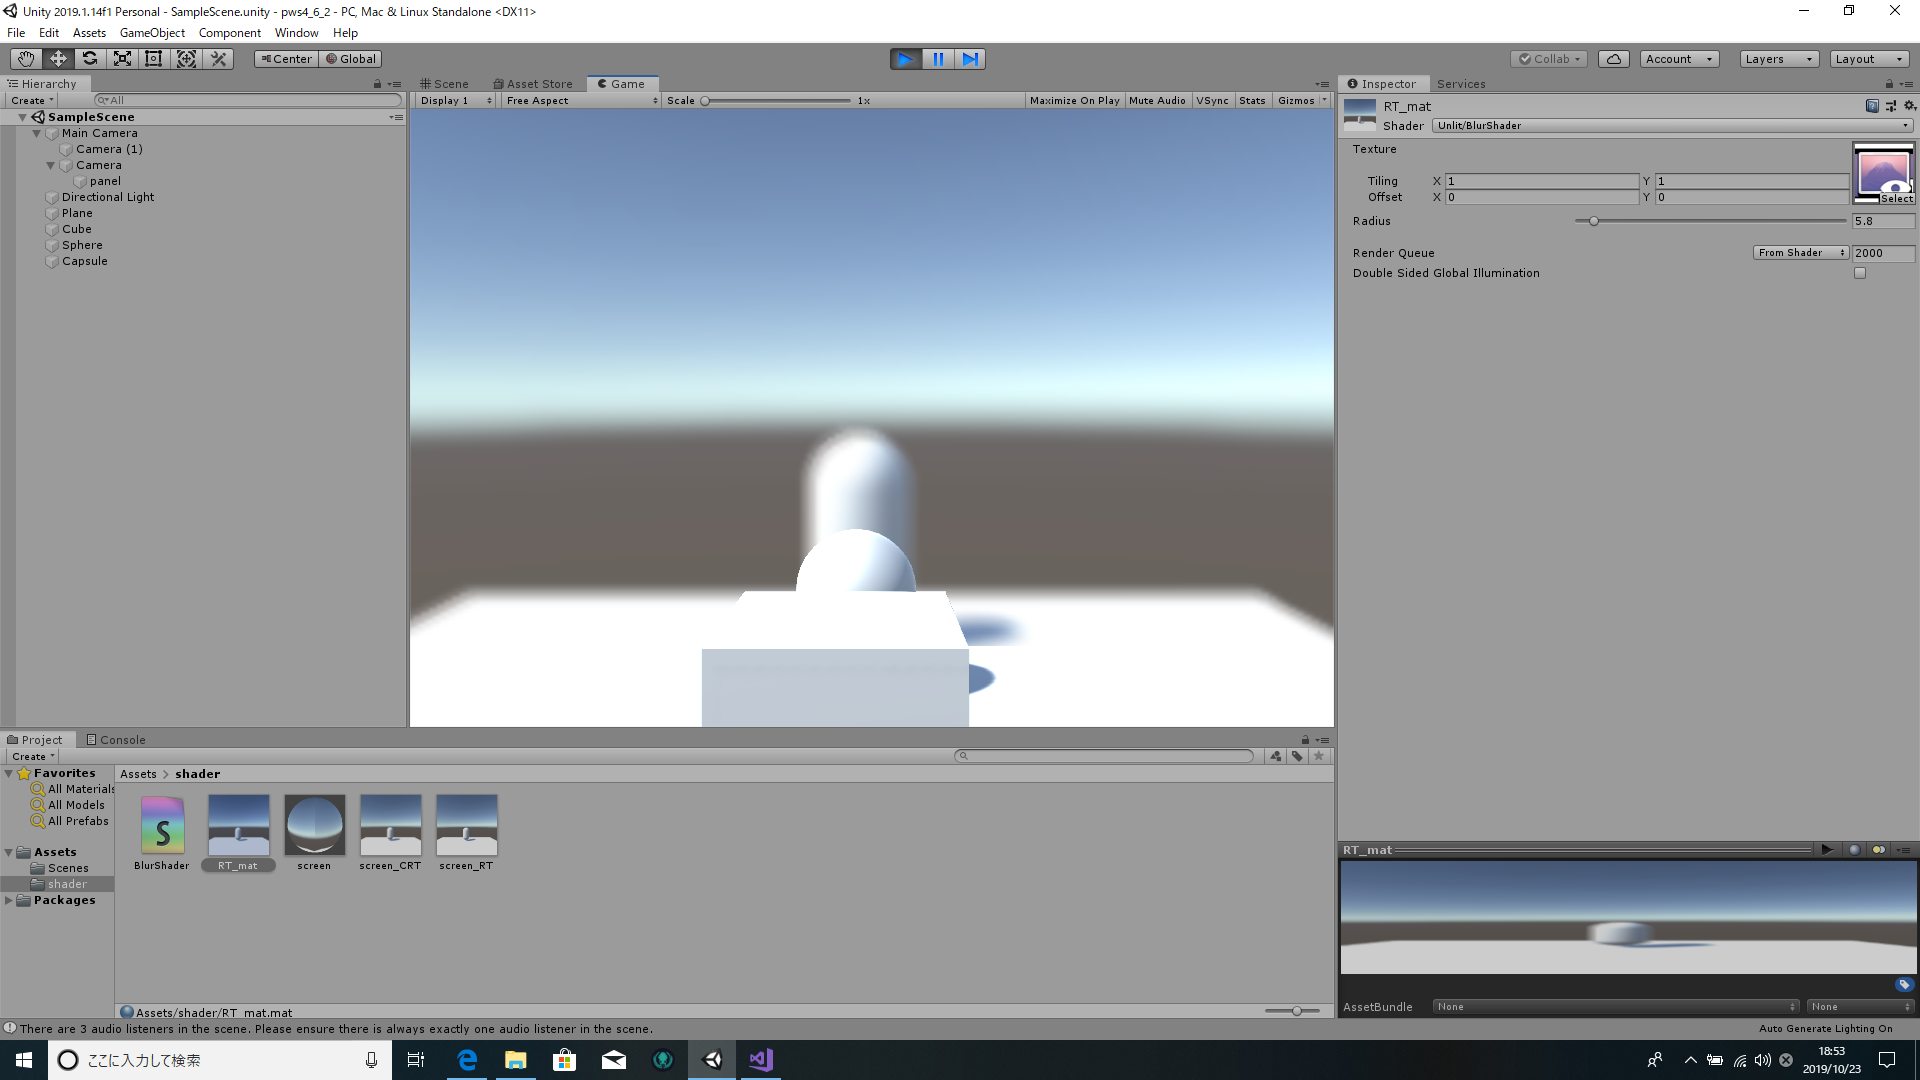 Unity 2019.1.14f1 Personal - SampleScene.unity - pws4_6_2 - PC, Mac & Linux Standalone <DX11>
File Edit Assets GameObject Component Window Help
Center Global Collab Account Layers Layout
Hierarchy
Create All
SampleScene
Main Camera
Camera (1)
Camera
panel
Directional Light
Plane
Cube
Sphere
Capsule
Scene Asset Store Game
Display 1 Free Aspect Scale 1x Maximize On Play Mute Audio VSync Stats Gizmos
Inspector Services
RT_mat
Shader Unlit/BlurShader
Texture
Tiling X 1 Y 1
Offset X 0 Y 0
Select
Radius 5.8
Render Queue From Shader 2000
Double Sided Global Illumination
Project Console
Create
Favorites
All Materials
All Models
All Prefabs
Assets
Scenes
shader
Packages
Assets > shader
S
BlurShader RT_mat screen screen_CRT screen_RT
Assets/shader/RT_mat.mat
RT_mat
AssetBundle None None
There are 3 audio listeners in the scene. Please ensure there is always exactly one audio listener in the scene.
Auto Generate Lighting On
ここに入力して検索
18:53
2019/10/23